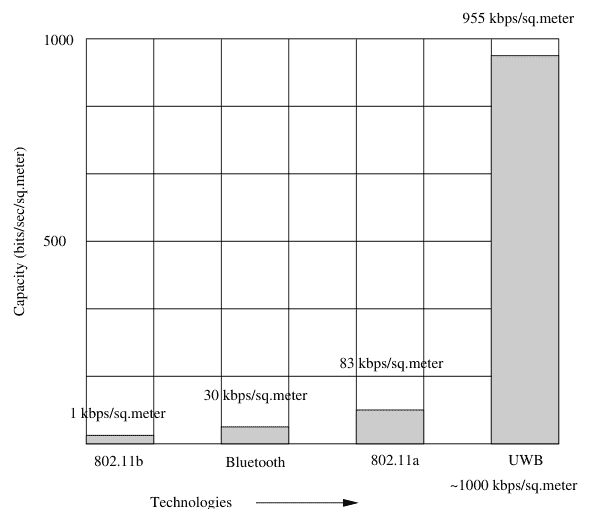 955 kbps/sq.meter
1000
Capacity (bits/sec/sq.meter)
500
83 kbps/sq.meter
30 kbps/sq.meter
1 kbps/sq.meter
802.11b
Bluetooth
802.11a
UWB
~1000 kbps/sq.meter
Technologies